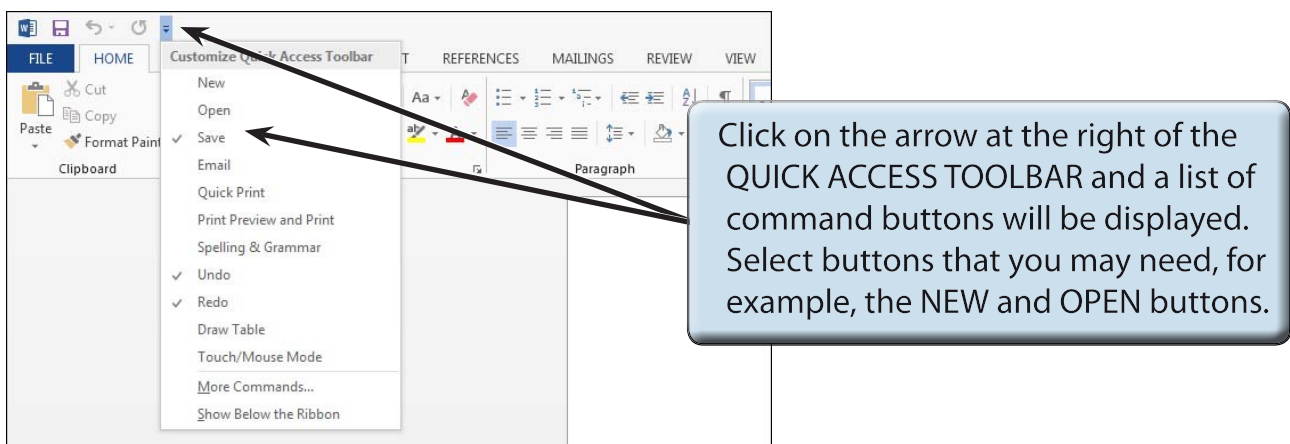 FILE HOME T REFERENCES MAILINGS REVIEW VIEW
Customize Quick Access Toolbar
New
Open
Save
Email
Quick Print
Print Preview and Print
Spelling & Grammar
Undo
Redo
Draw Table
Touch/Mouse Mode
More Commands...
Show Below the Ribbon
Cut
Copy
Paste
Format Paint
Clipboard
Aa
Paragraph
Click on the arrow at the right of the
QUICK ACCESS TOOLBAR and a list of
command buttons will be displayed.
Select buttons that you may need, for
example, the NEW and OPEN buttons.